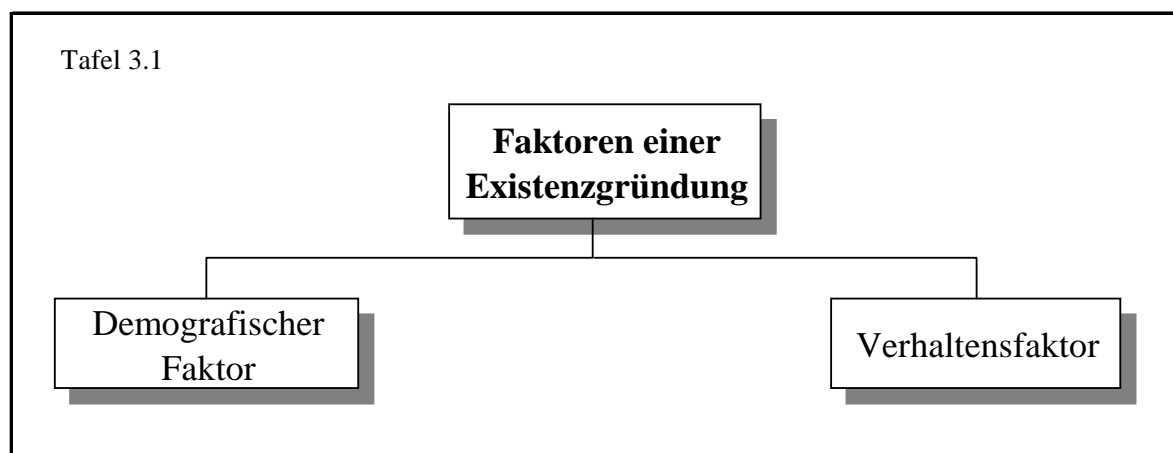 Tafel 3.1
Faktoren einer
Existenzgründung
Demografischer
Faktor
Verhaltensfaktor